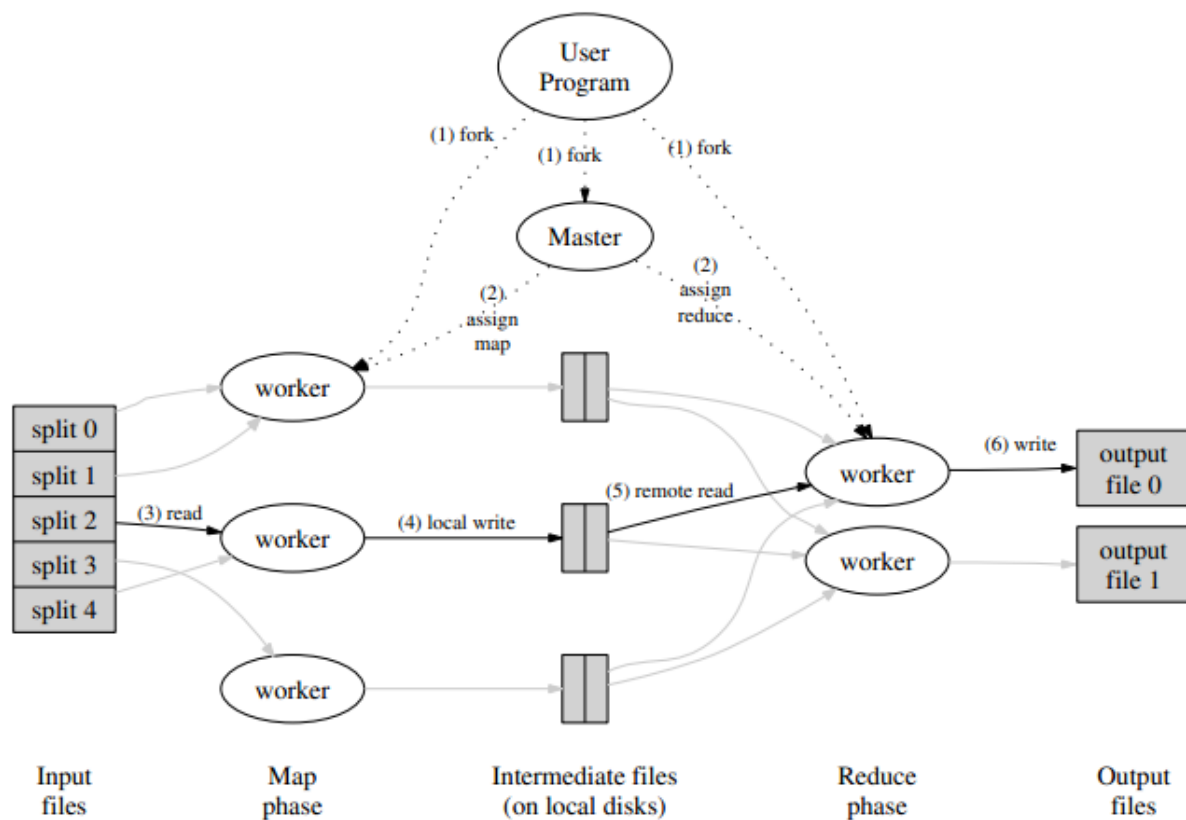 User
Program
(1) fork
(1) fork
(1) fork
Master
(2)
assign
map
(2)
assign
reduce
worker
split 0
split 1
split 2
split 3
split 4
(3) read
worker
(4) local write
(5) remote read
worker
(6) write
output
file 0
worker
output
file 1
worker
Input
files
Map
phase
Intermediate files
(on local disks)
Reduce
phase
Output
files